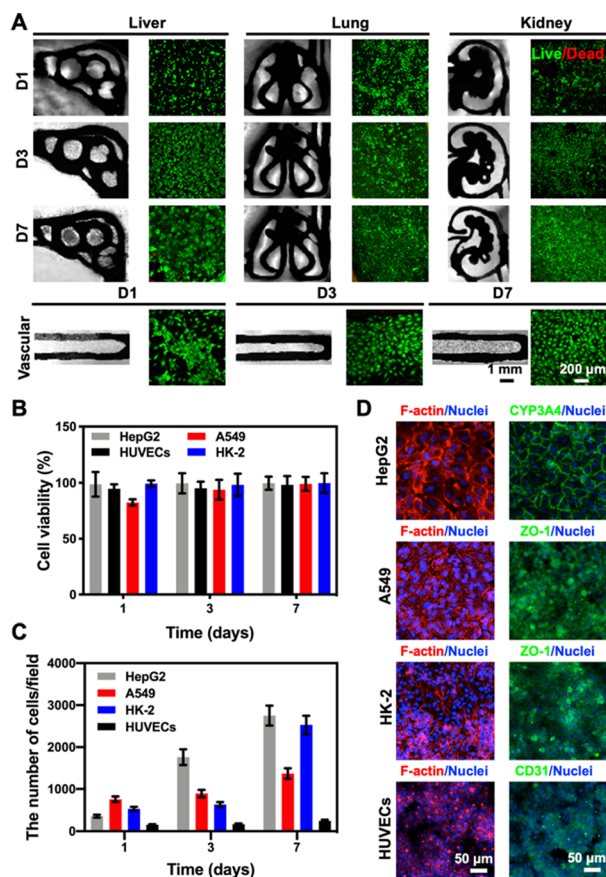 A
Liver Lung Kidney
D1
Live/Dead
D3
D7
D1 D3 D7
Vascular
1 mm 200 μm
B
HepG2 A549
HUVECs HK-2
Cell viability (%)
150
100
50
0
1 3 7
Time (days)
C
The number of cells/field
4000
3000
2000
1000
0
HepG2
A549
HK-2
HUVECs
1 3 7
Time (days)
D
F-actin/Nuclei CYP3A4/Nuclei
HepG2
F-actin/Nuclei ZO-1/Nuclei
A549
F-actin/Nuclei ZO-1/Nuclei
HK-2
F-actin/Nuclei CD31/Nuclei
HUVECs
50 μm 50 μm